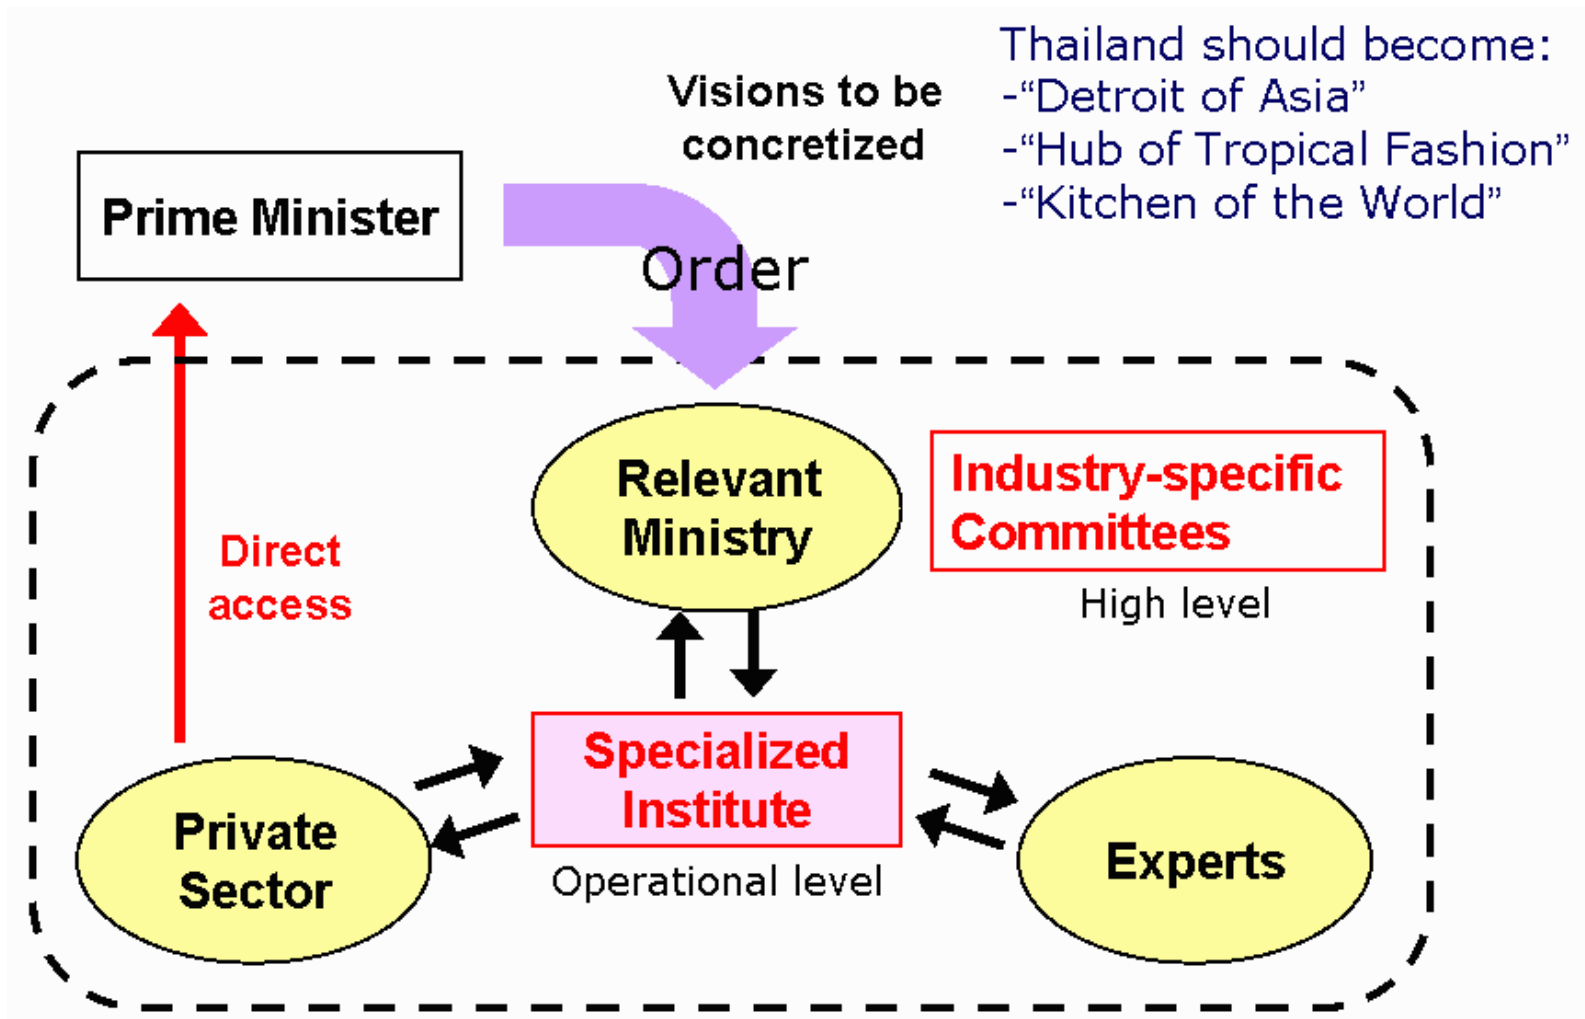 Thailand should become:
-“Detroit of Asia”
-“Hub of Tropical Fashion”
-“Kitchen of the World”
Visions to be
concretized
Prime Minister
Order
Relevant
Ministry
Industry-specific
Committees
High level
Direct
access
Specialized
Institute
Operational level
Private
Sector
Experts